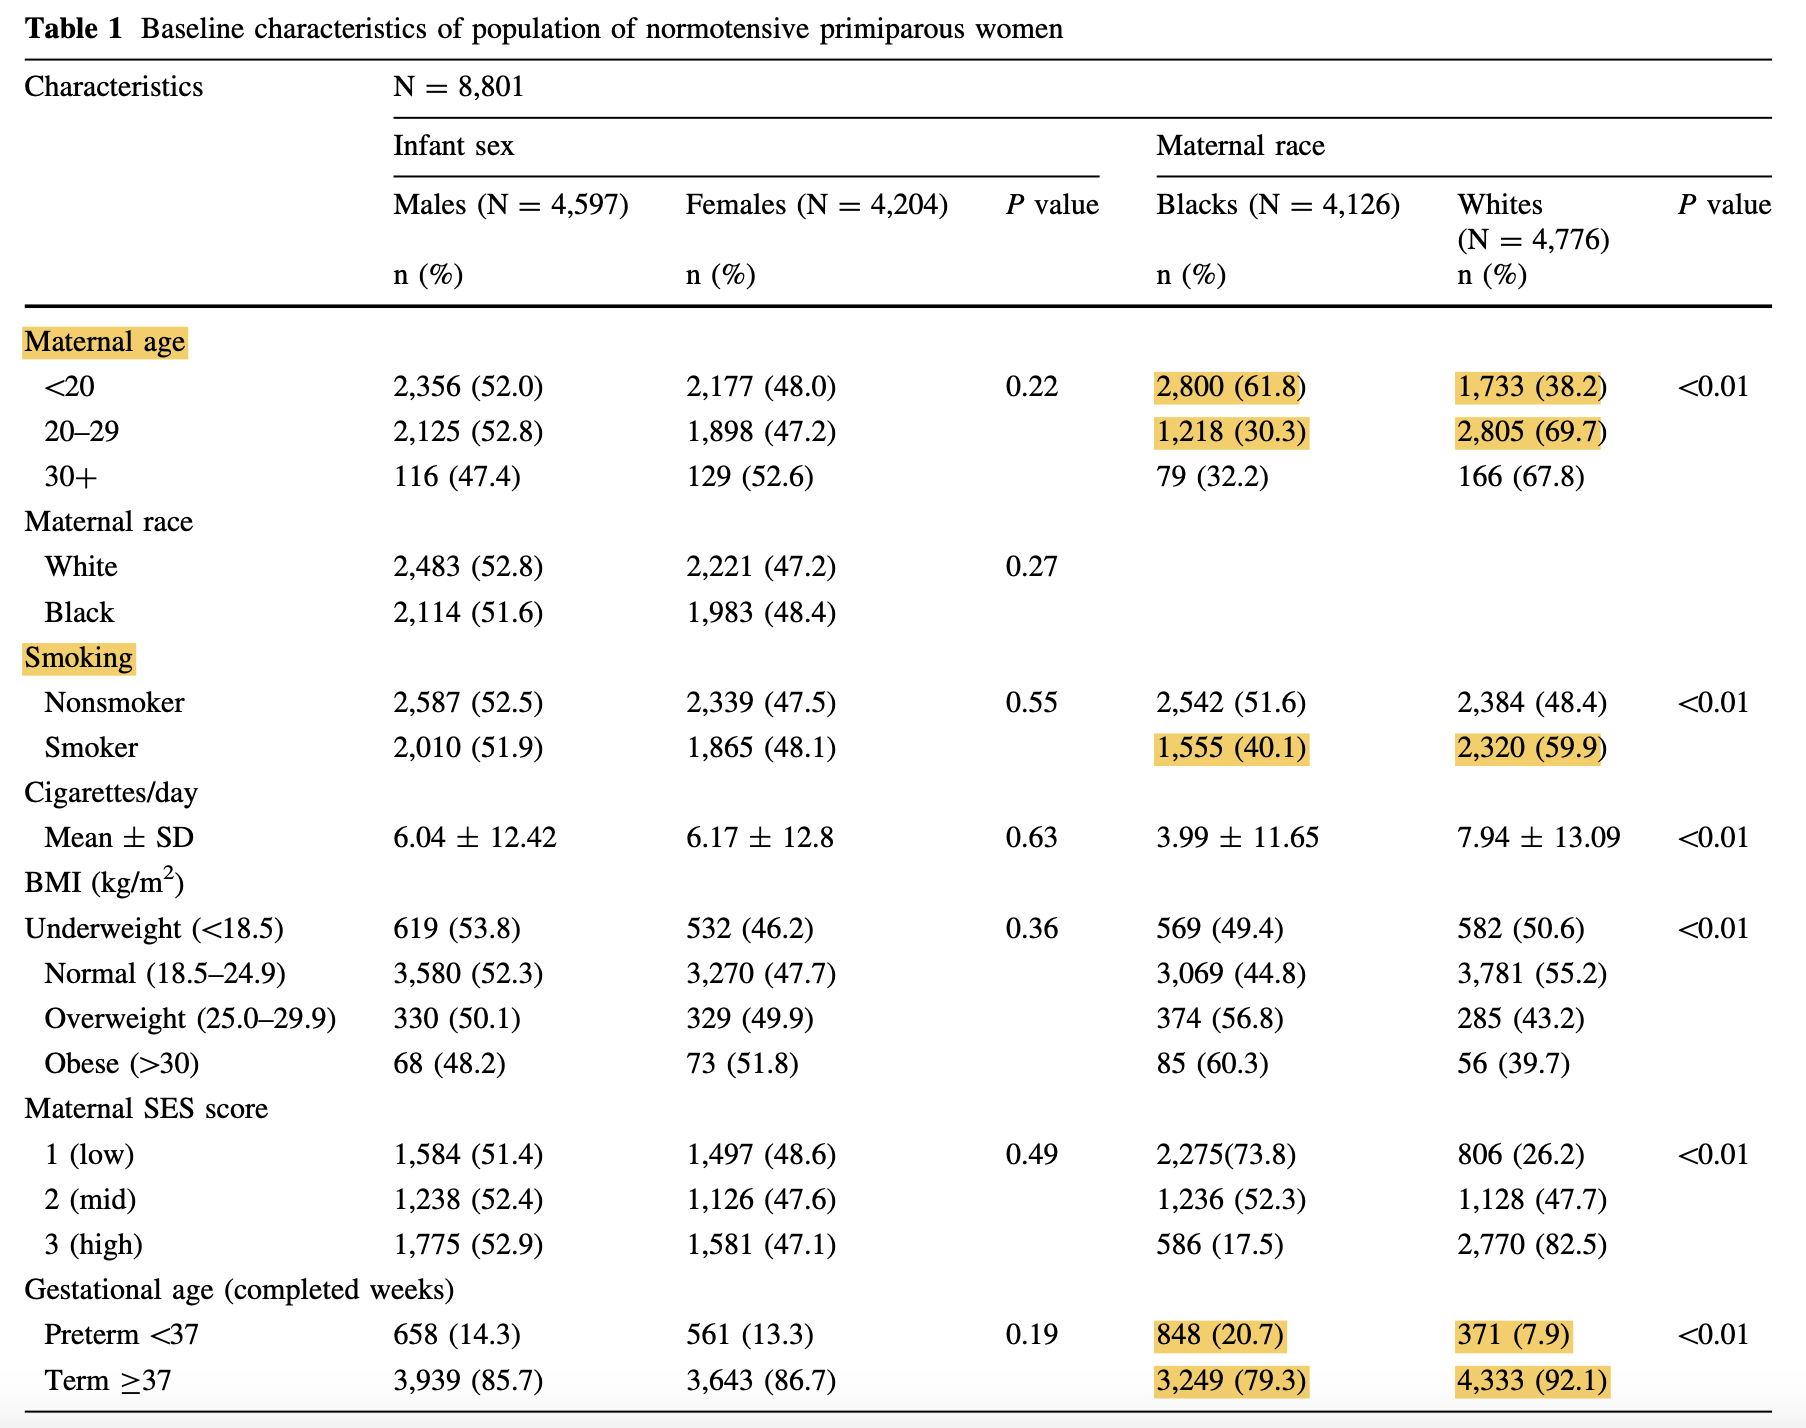 Table 1 Baseline characteristics of population of normotensive primiparous women
Characteristics N = 8,801
Infant sex Maternal race
Males (N = 4,597) Females (N = 4,204) P value Blacks (N = 4,126) Whites P value
(N = 4,776)
n (%) n (%) n (%) n (%)
Maternal age
<20 2,356 (52.0) 2,177 (48.0) 0.22 2,800 (61.8) 1,733 (38.2) <0.01
20–29 2,125 (52.8) 1,898 (47.2) 1,218 (30.3) 2,805 (69.7)
30+ 116 (47.4) 129 (52.6) 79 (32.2) 166 (67.8)
Maternal race
White 2,483 (52.8) 2,221 (47.2) 0.27
Black 2,114 (51.6) 1,983 (48.4)
Smoking
Nonsmoker 2,587 (52.5) 2,339 (47.5) 0.55 2,542 (51.6) 2,384 (48.4) <0.01
Smoker 2,010 (51.9) 1,865 (48.1) 1,555 (40.1) 2,320 (59.9)
Cigarettes/day
Mean ± SD 6.04 ± 12.42 6.17 ± 12.8 0.63 3.99 ± 11.65 7.94 ± 13.09 <0.01
BMI (kg/m²)
Underweight (<18.5) 619 (53.8) 532 (46.2) 0.36 569 (49.4) 582 (50.6) <0.01
Normal (18.5–24.9) 3,580 (52.3) 3,270 (47.7) 3,069 (44.8) 3,781 (55.2)
Overweight (25.0–29.9) 330 (50.1) 329 (49.9) 374 (56.8) 285 (43.2)
Obese (>30) 68 (48.2) 73 (51.8) 85 (60.3) 56 (39.7)
Maternal SES score
1 (low) 1,584 (51.4) 1,497 (48.6) 0.49 2,275(73.8) 806 (26.2) <0.01
2 (mid) 1,238 (52.4) 1,126 (47.6) 1,236 (52.3) 1,128 (47.7)
3 (high) 1,775 (52.9) 1,581 (47.1) 586 (17.5) 2,770 (82.5)
Gestational age (completed weeks)
Preterm <37 658 (14.3) 561 (13.3) 0.19 848 (20.7) 371 (7.9) <0.01
Term ≥37 3,939 (85.7) 3,643 (86.7) 3,249 (79.3) 4,333 (92.1)